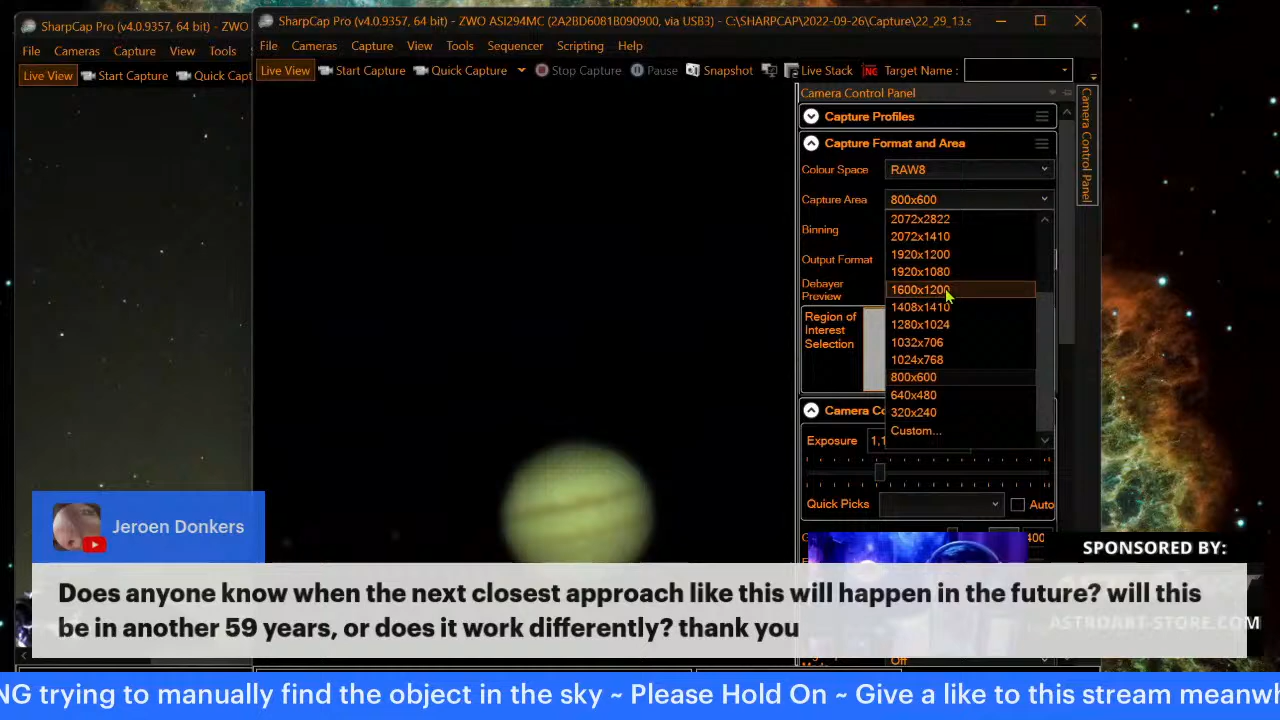 SharpCap Pro (v4.0.9357, 64 bit) - ZWO
File Cameras Capture View Tools
Live View Start Capture Quick Capt
SharpCap Pro (v4.0.9357, 64 bit) - ZWO ASI294MC (2A2BD6081B090900, via USB3) - C:\SHARPCAP\2022-09-26\Capture\22_29_13.s
File Cameras Capture View Tools Sequencer Scripting Help
Live View Start Capture Quick Capture Stop Capture Pause Snapshot Live Stack Target Name :
Camera Control Panel
Camera Control Panel
Capture Profiles
Capture Format and Area
Colour Space RAW8
Capture Area 800x600
Binning
Output Format
Debayer
Preview
Region of
Interest
Selection
2072x2822
2072x1410
1920x1200
1920x1080
1600x1200
1408x1410
1280x1024
1032x706
1024x768
800x600
640x480
320x240
Custom...
Camera Co
Exposure 1,1
Quick Picks Auto
400
Off
SPONSORED BY:
ASTROART-STORE.COM
Jeroen Donkers
Does anyone know when the next closest approach like this will happen in the future? will this
be in another 59 years, or does it work differently? thank you
NG trying to manually find the object in the sky ~ Please Hold On ~ Give a like to this stream meanwh